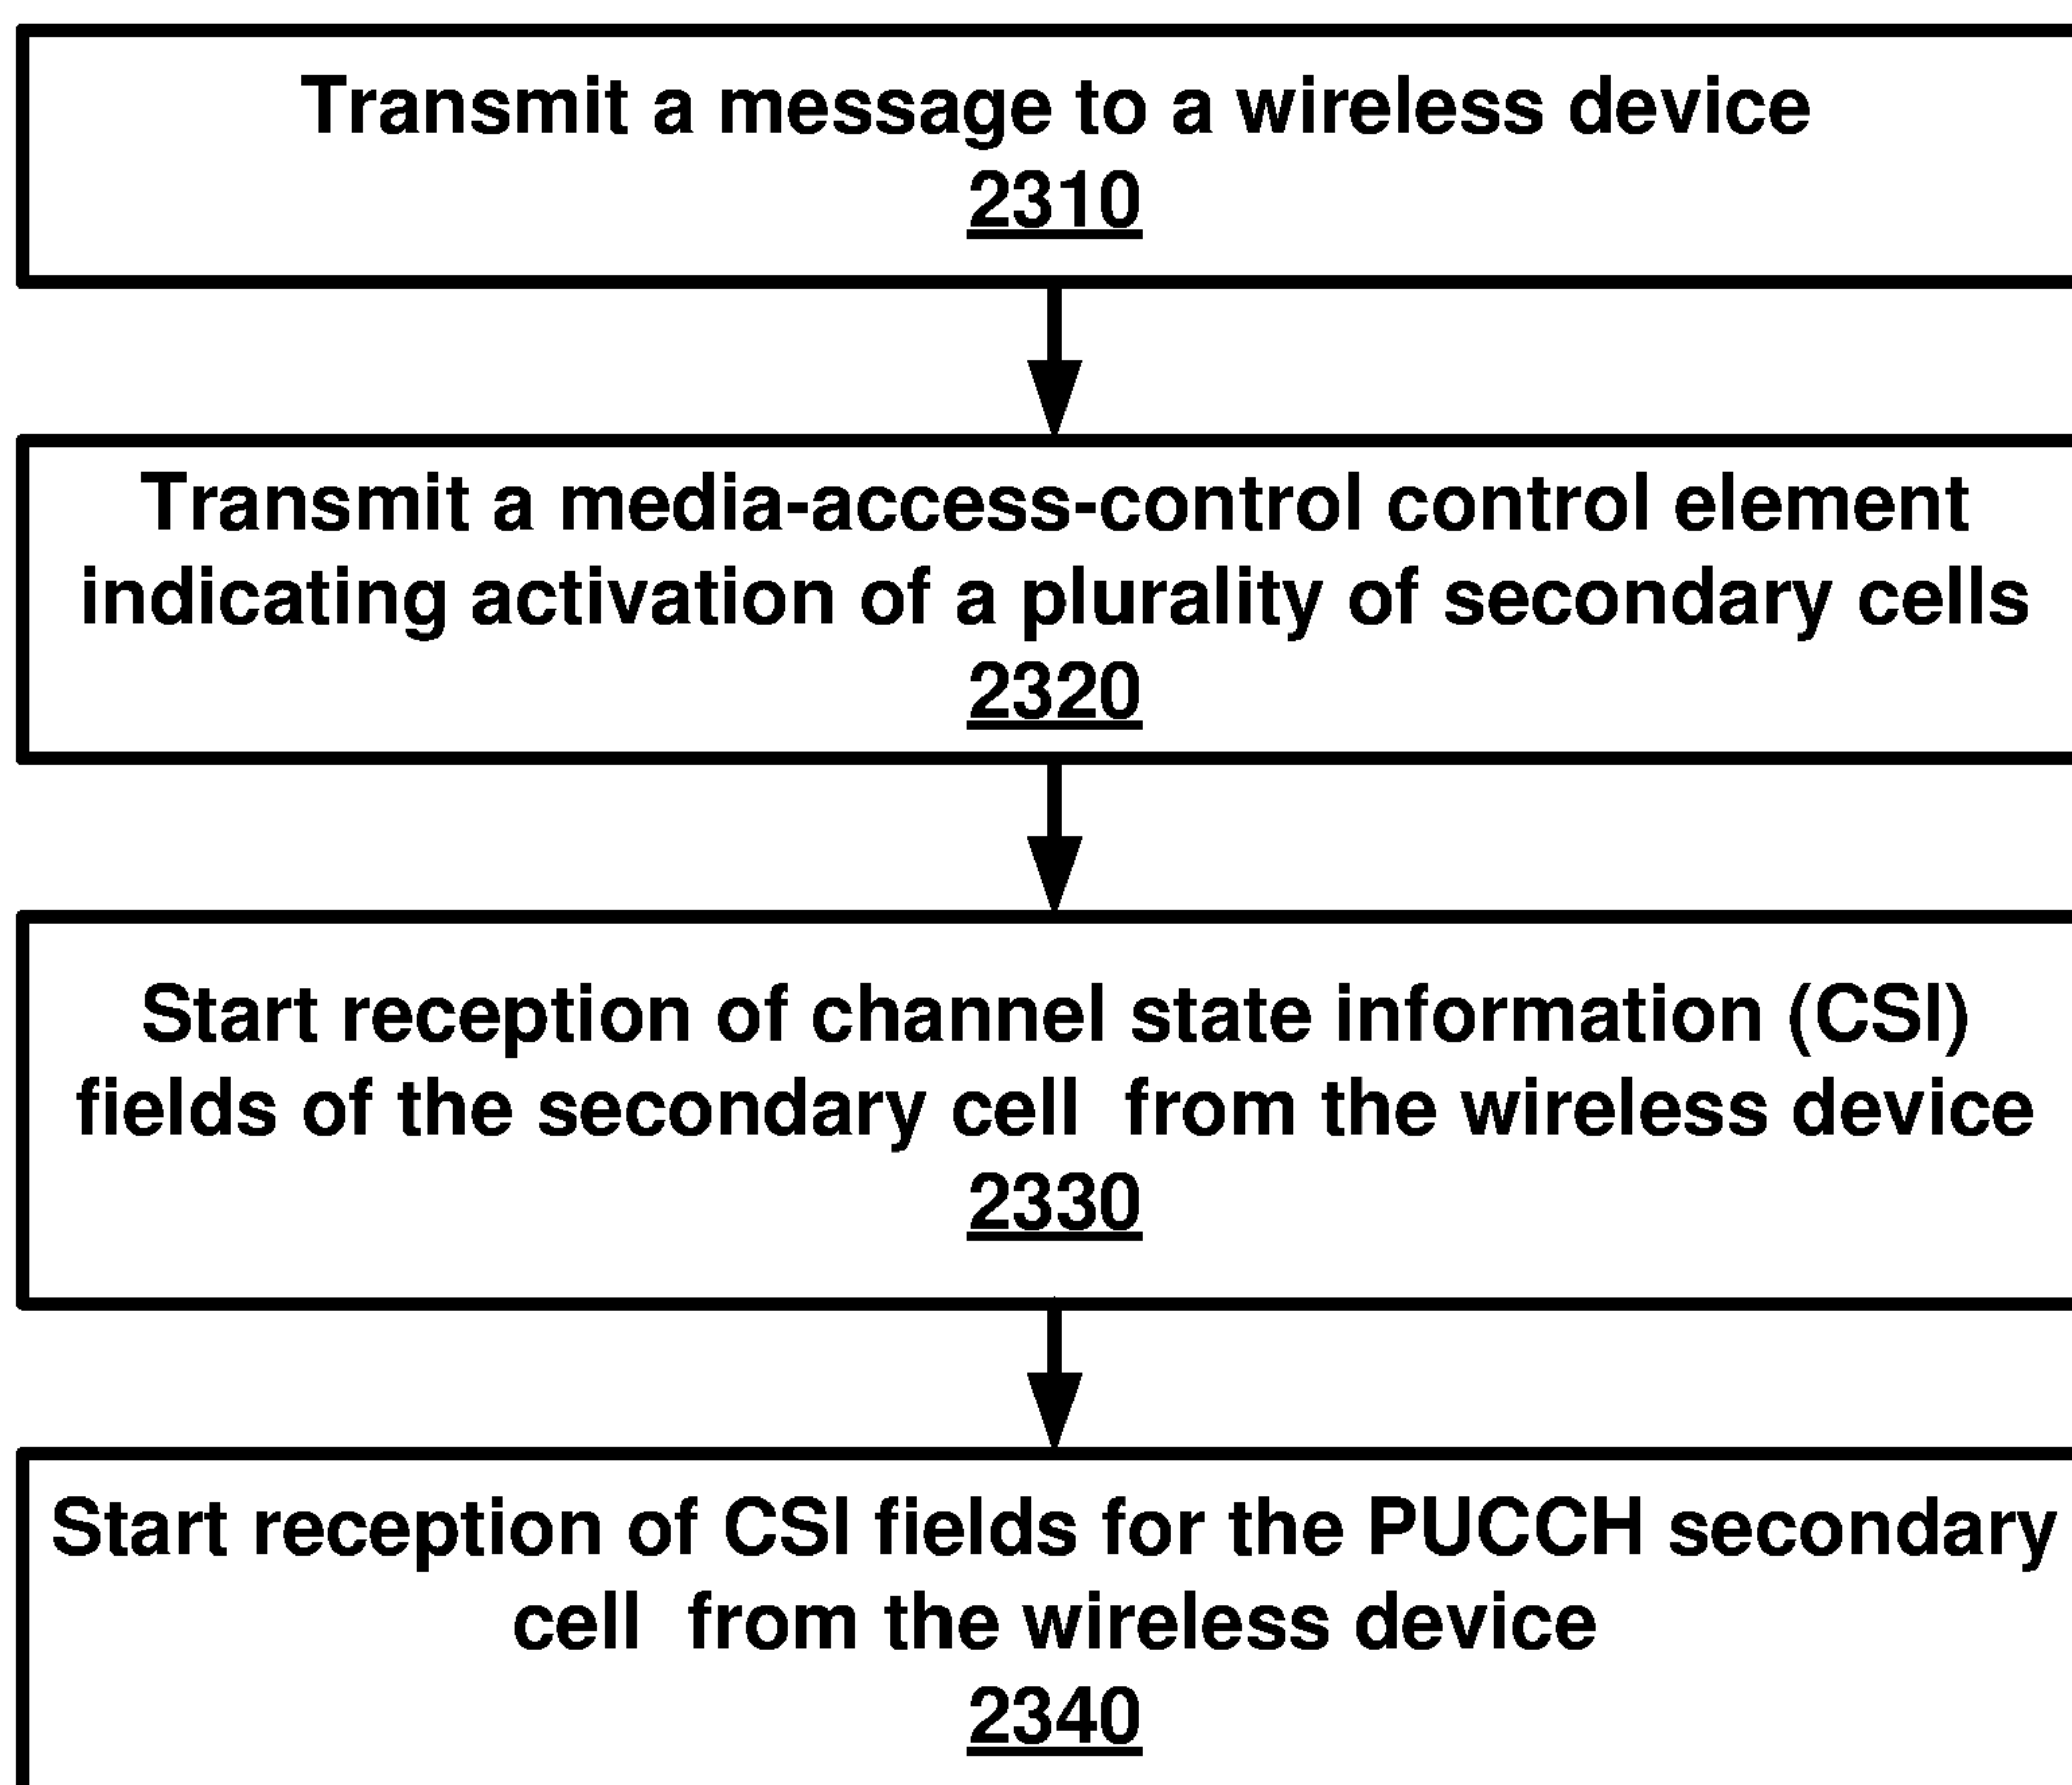 Transmit a message to a wireless device
2310
Transmit a media-access-control control element
indicating activation of a plurality of secondary cells
2320
Start reception of channel state information (CSI)
fields of the secondary cell  from the wireless device
2330
Start reception of CSI fields for the PUCCH secondary
cell  from the wireless device
2340